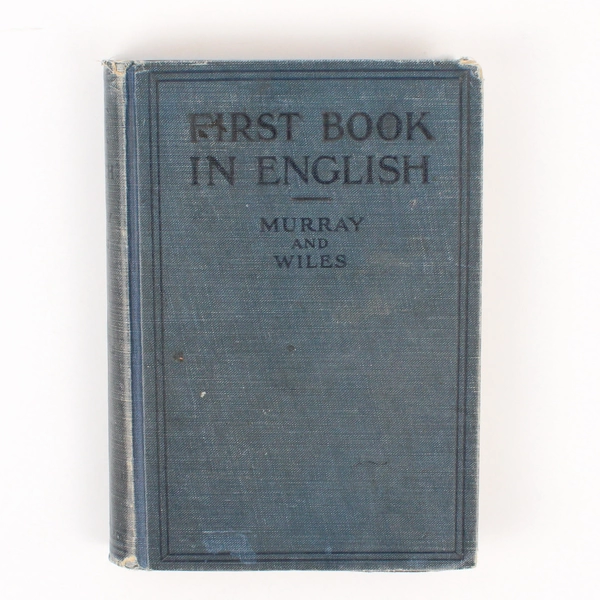 FIRST BOOK
IN ENGLISH
MURRAY
AND
WILES